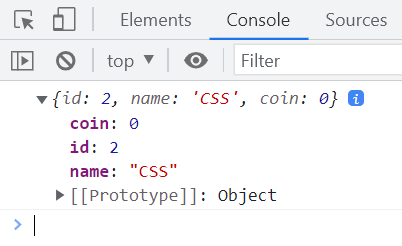 Elements Console Sources
top Filter
{id: 2, name: 'CSS', coin: 0} i
coin: 0
id: 2
name: "CSS"
[[Prototype]]: Object